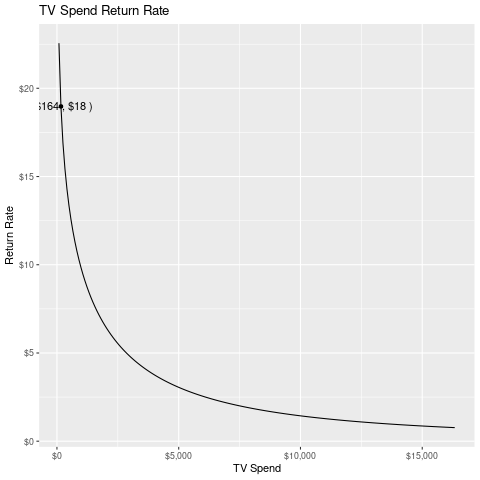 TV Spend Return Rate
$20
$164 , $18 )
$15
$10
$5
$0
Return Rate
$0 $5,000 $10,000 $15,000
TV Spend